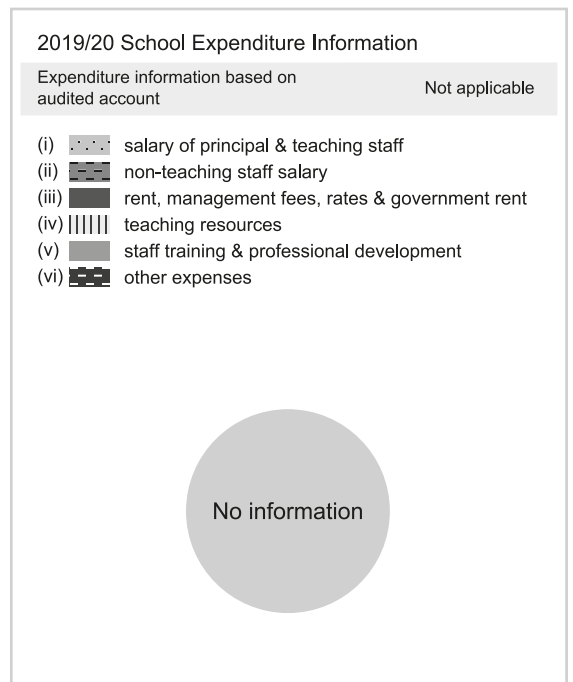 2019/20 School Expenditure Information
Expenditure information based on
audited account
Not applicable
(i) salary of principal & teaching staff
(ii) non-teaching staff salary
(iii) rent, management fees, rates & government rent
(iv) teaching resources
(v) staff training & professional development
(vi) other expenses
No information